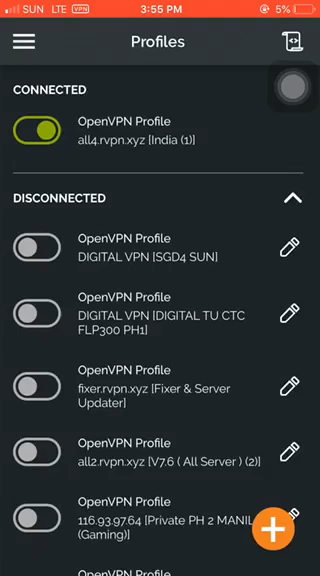 SUN LTE VPN 3:55 PM 5%
Profiles
CONNECTED
OpenVPN Profile
all4.rvpn.xyz [India (1)]
DISCONNECTED
OpenVPN Profile
DIGITAL VPN [SGD4 SUN]
OpenVPN Profile
DIGITAL VPN [DIGITAL TU CTC
FLP300 PH1]
OpenVPN Profile
fixer.rvpn.xyz [Fixer & Server
Updater]
OpenVPN Profile
all2.rvpn.xyz [V7.6 ( All Server ) (2)]
OpenVPN Profile
116.93.97.64 [Private PH 2 MANIL
(Gaming)]
OpenVPN Profile